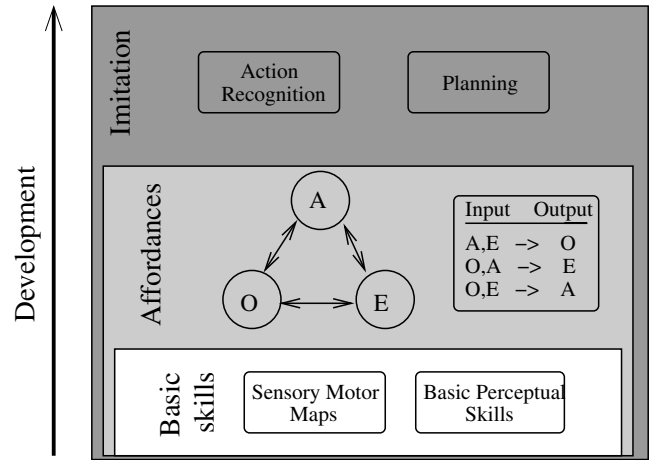 Development
Imitation
Action
Recognition
Planning
Affordances
A
O
E
Input Output
A,E -> O
O,A -> E
O,E -> A
Basic
skills
Sensory Motor
Maps
Basic Perceptual
Skills